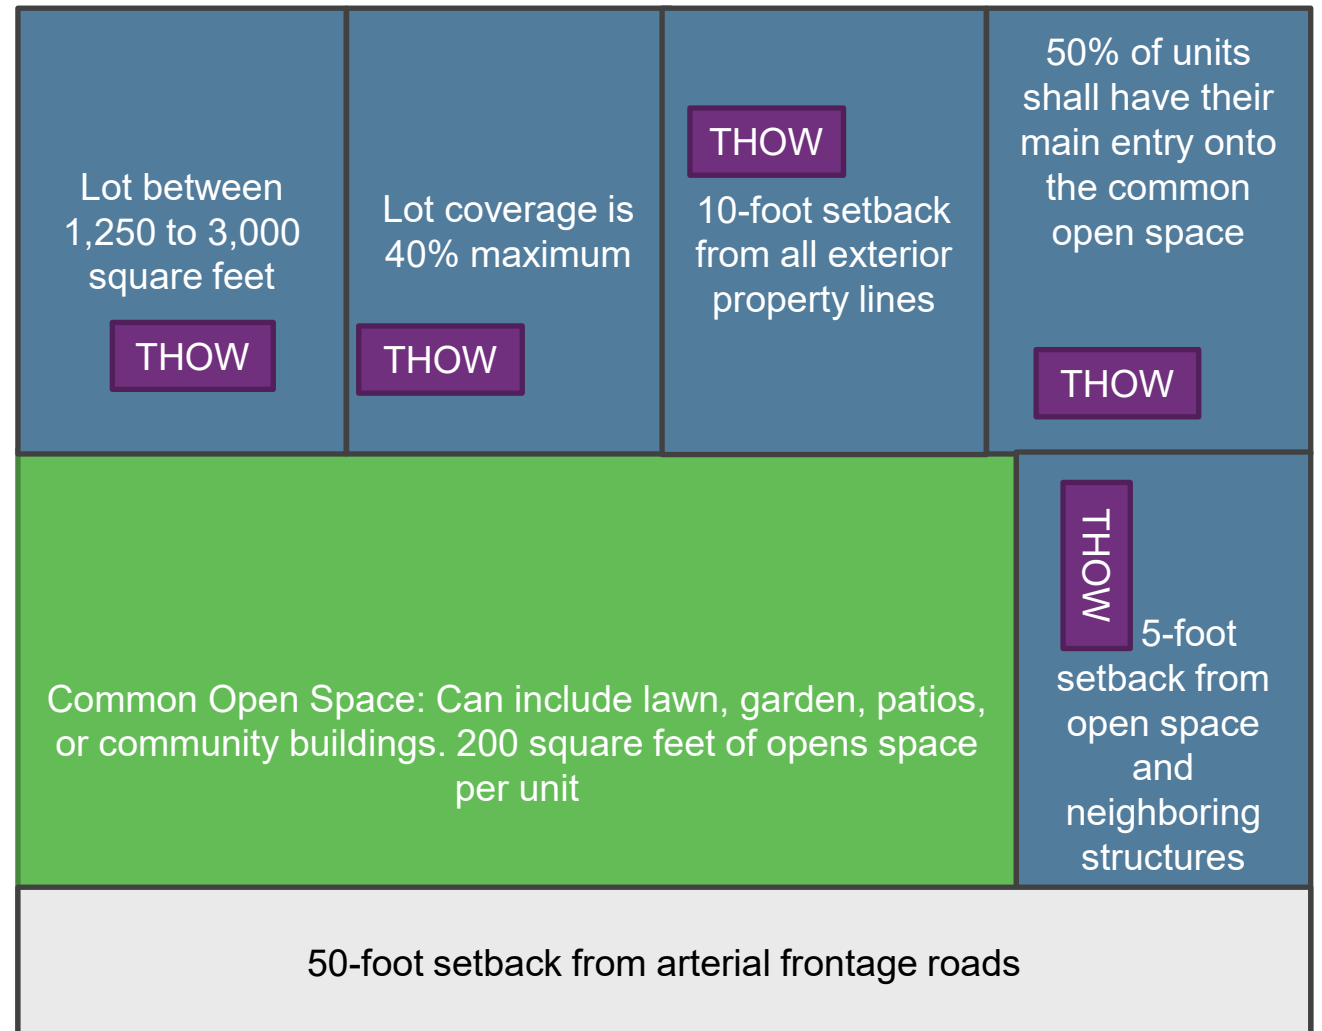 Lot between
1,250 to 3,000
square feet
THOW
Lot coverage is
40% maximum
THOW
THOW
10-foot setback
from all exterior
property lines
50% of units
shall have their
main entry onto
the common
open space
THOW
Common Open Space: Can include lawn, garden, patios,
or community buildings. 200 square feet of opens space
per unit
THOW
5-foot
setback from
open space
and
neighboring
structures
50-foot setback from arterial frontage roads